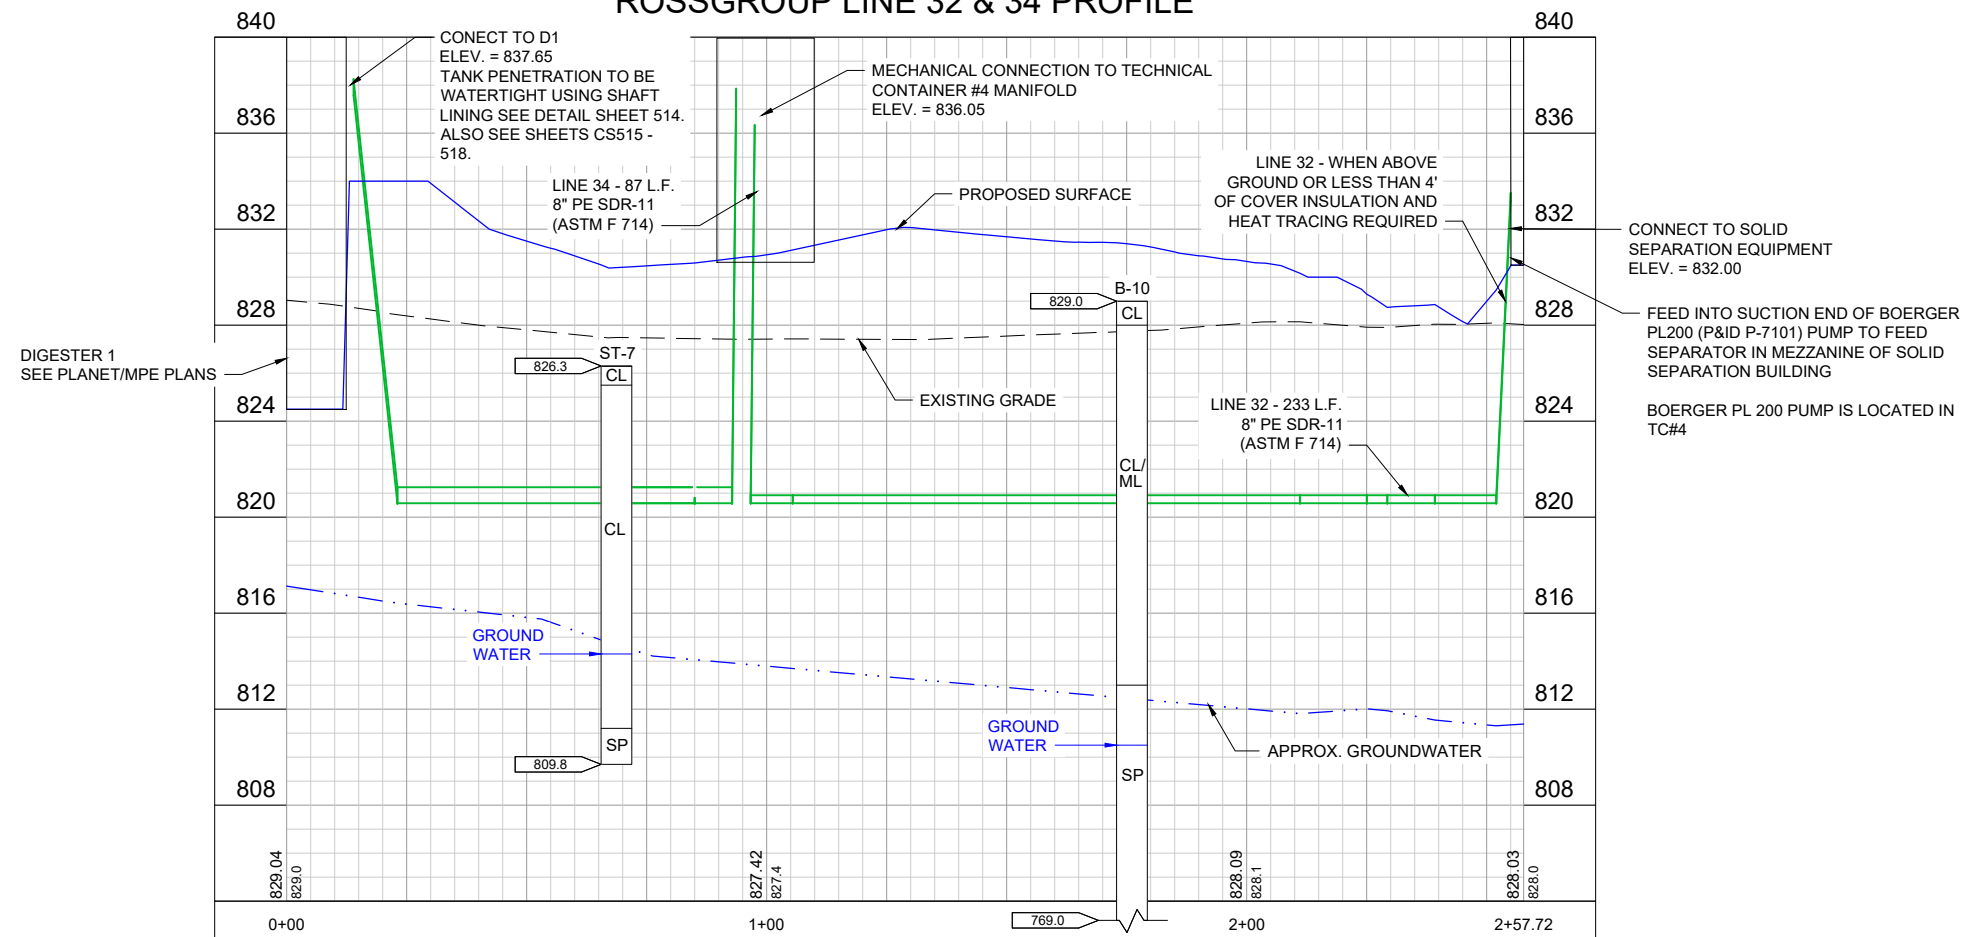 ROSSGROUP LINE 32 & 34 PROFILE
840
840
CONECT TO D1
ELEV. = 837.65
TANK PENETRATION TO BE
WATERTIGHT USING SHAFT
LINING SEE DETAIL SHEET 514.
ALSO SEE SHEETS CS515 -
518.
MECHANICAL CONNECTION TO TECHNICAL
CONTAINER #4 MANIFOLD
ELEV. = 836.05
836
836
LINE 32 - WHEN ABOVE
GROUND OR LESS THAN 4'
OF COVER INSULATION AND
HEAT TRACING REQUIRED
LINE 34 - 87 L.F.
8" PE SDR-11
(ASTM F 714)
PROPOSED SURFACE
832
832
CONNECT TO SOLID
SEPARATION EQUIPMENT
ELEV. = 832.00
B-10
829.0
CL
828
828
FEED INTO SUCTION END OF BOERGER
PL200 (P&ID P-7101) PUMP TO FEED
SEPARATOR IN MEZZANINE OF SOLID
SEPARATION BUILDING
BOERGER PL 200 PUMP IS LOCATED IN
TC#4
DIGESTER 1
SEE PLANET/MPE PLANS
ST-7
826.3
CL
EXISTING GRADE
824
824
LINE 32 - 233 L.F.
8" PE SDR-11
(ASTM F 714)
CL/
ML
820
820
CL
816
816
GROUND
WATER
812
812
GROUND
WATER
APPROX. GROUNDWATER
SP
809.8
SP
808
808
829.04
829.0
827.42
827.4
828.09
828.1
828.03
828.0
0+00
1+00
769.0
2+00
2+57.72